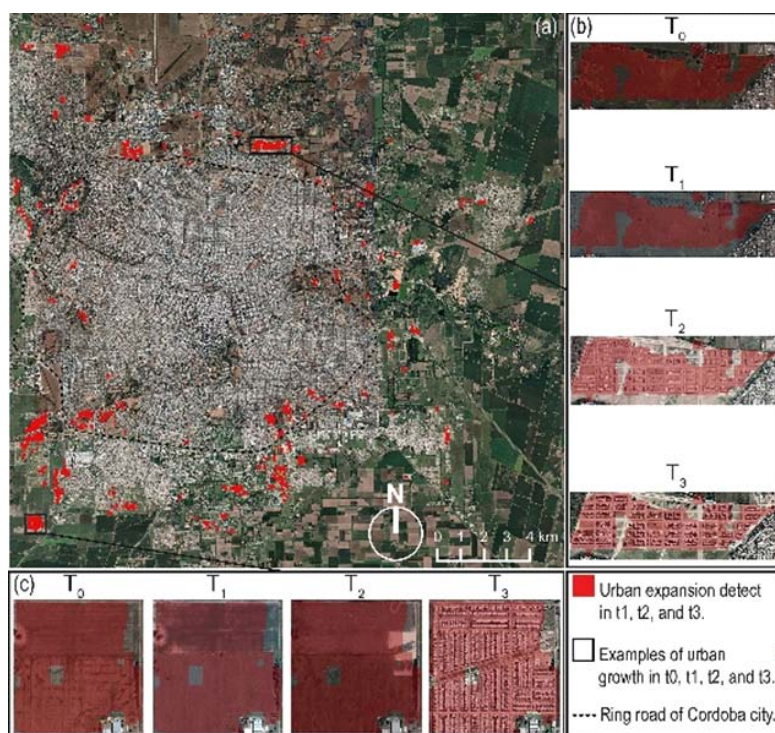 (a)
(b)
T0
T1
T2
T3
N
0 1 2 3 4 km
(c)
T0
T1
T2
T3
Urban expansion detect
in t1, t2, and t3.
Examples of urban
growth in t0, t1, t2, and t3.
Ring road of Cordoba city.